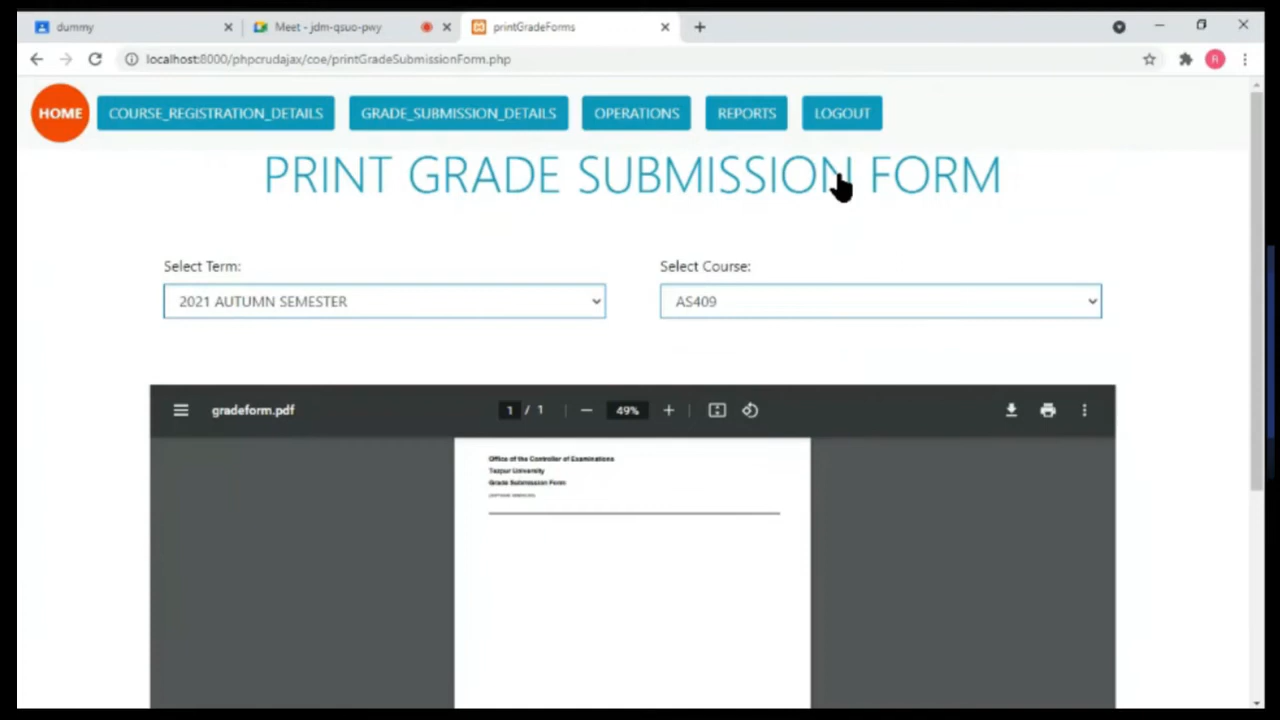 dummy
Meet - jdm-qsuo-pwy
printGradeForms
localhost:8000/phpcrudajax/coe/printGradeSubmissionForm.php
R
HOME
COURSE_REGISTRATION_DETAILS
GRADE_SUBMISSION_DETAILS
OPERATIONS
REPORTS
LOGOUT
PRINT GRADE SUBMISSION FORM
Select Term:
Select Course:
2021 AUTUMN SEMESTER
AS409
gradeform.pdf
1 / 1
49%
Office of the Controller of Examinations
Tezpur University
Grade Submission Form